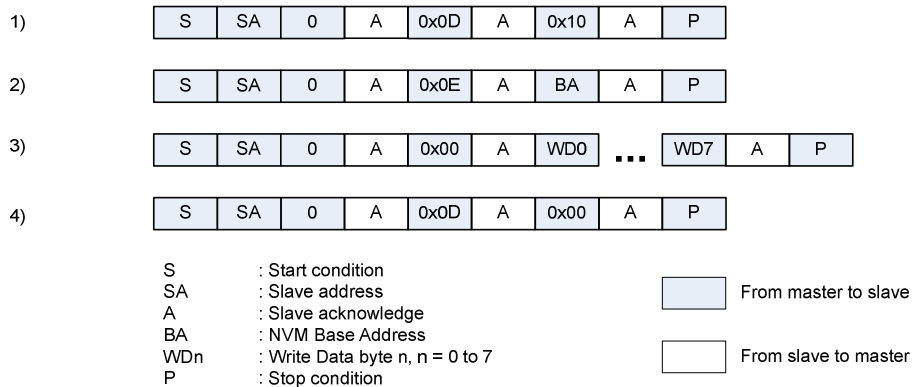 1) S SA 0 A 0x0D A 0x10 A P
2) S SA 0 A 0x0E A BA A P
3) S SA 0 A 0x00 A WD0 ... WD7 A P
4) S SA 0 A 0x0D A 0x00 A P
S : Start condition
SA : Slave address
A : Slave acknowledge
BA : NVM Base Address
WDn : Write Data byte n, n = 0 to 7
P : Stop condition
From master to slave
From slave to master